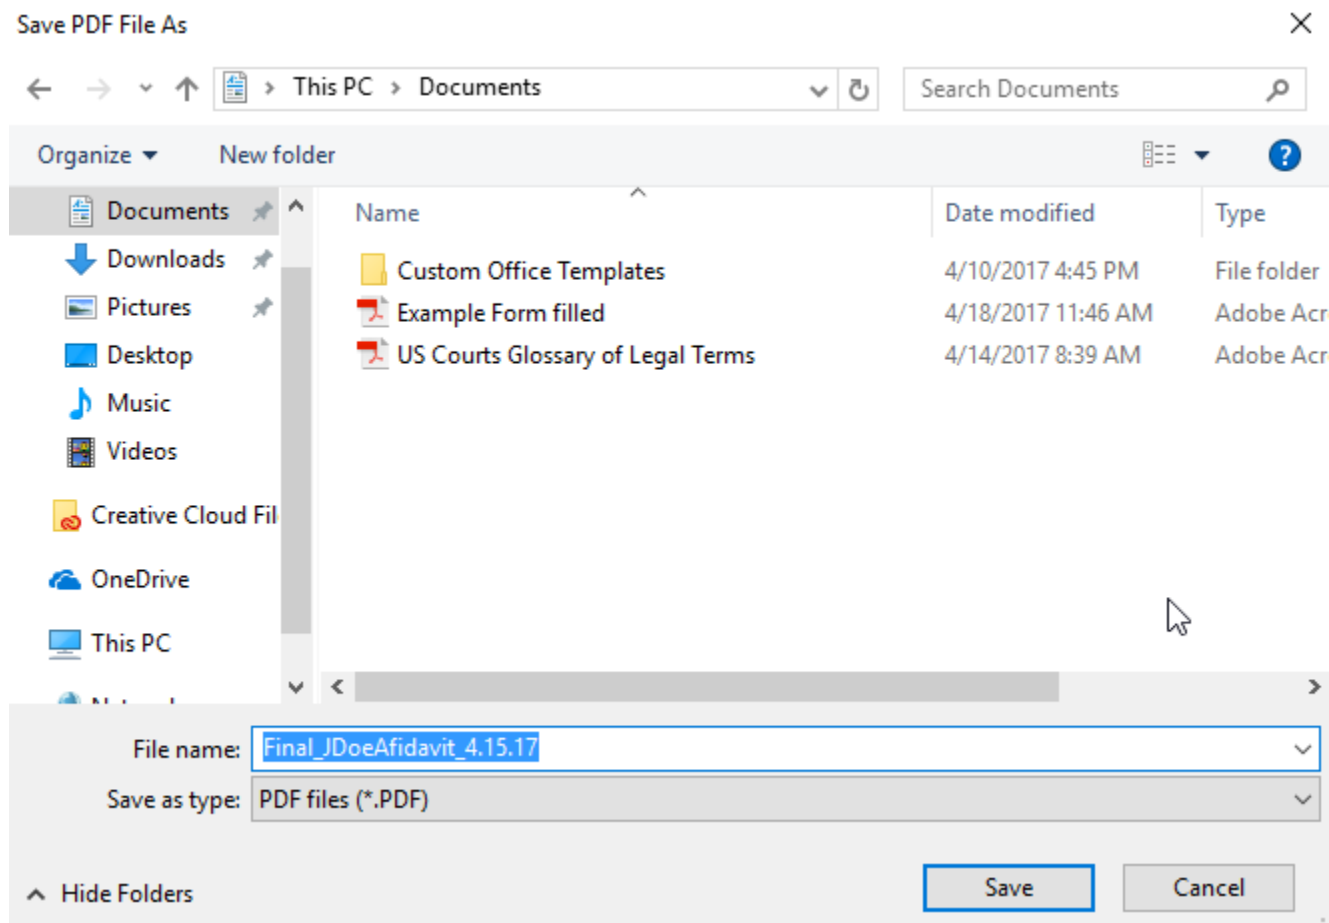 Save PDF File As
This PC > Documents
Search Documents
Organize
New folder
Name
Date modified
Type
Documents
Downloads
Pictures
Desktop
Music
Videos
Creative Cloud Fil
OneDrive
This PC
Custom Office Templates 4/10/2017 4:45 PM File folder
Example Form filled 4/18/2017 11:46 AM Adobe Acr
US Courts Glossary of Legal Terms 4/14/2017 8:39 AM Adobe Acr
File name: Final_JDoeAfidavit_4.15.17
Save as type: PDF files (*.PDF)
Hide Folders
Save
Cancel